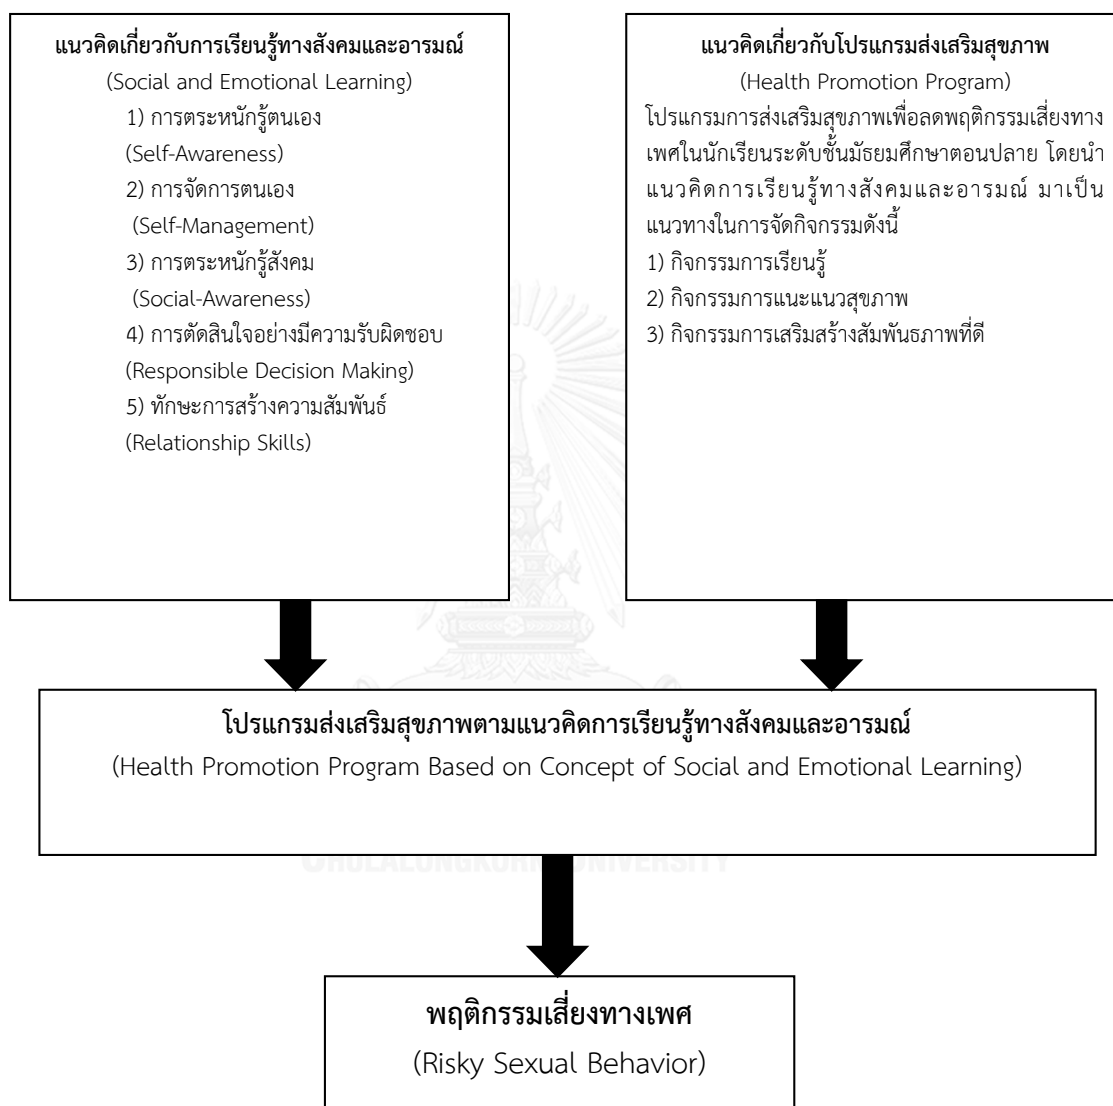 แนวคิดเกี่ยวกับการเรียนรู้ทางสังคมและอารมณ์
(Social and Emotional Learning)
1) การตระหนักรู้ตนเอง
(Self-Awareness)
2) การจัดการตนเอง
(Self-Management)
3) การตระหนักรู้สังคม
(Social-Awareness)
4) การตัดสินใจอย่างมีความรับผิดชอบ
(Responsible Decision Making)
5) ทักษะการสร้างความสัมพันธ์
(Relationship Skills)
แนวคิดเกี่ยวกับโปรแกรมส่งเสริมสุขภาพ
(Health Promotion Program)
โปรแกรมการส่งเสริมสุขภาพเพื่อลดพฤติกรรมเสี่ยงทาง
เพศในนักเรียนระดับชั้นมัธยมศึกษาตอนปลาย โดยนำ
แนวคิดการเรียนรู้ทางสังคมและอารมณ์ มาเป็น
แนวทางในการจัดกิจกรรมดังนี้
1) กิจกรรมการเรียนรู้
2) กิจกรรมการแนะแนวสุขภาพ
3) กิจกรรมการเสริมสร้างสัมพันธภาพที่ดี
โปรแกรมส่งเสริมสุขภาพตามแนวคิดการเรียนรู้ทางสังคมและอารมณ์
(Health Promotion Program Based on Concept of Social and Emotional Learning)
CHULALONGKORN UNIVERSITY
พฤติกรรมเสี่ยงทางเพศ
(Risky Sexual Behavior)